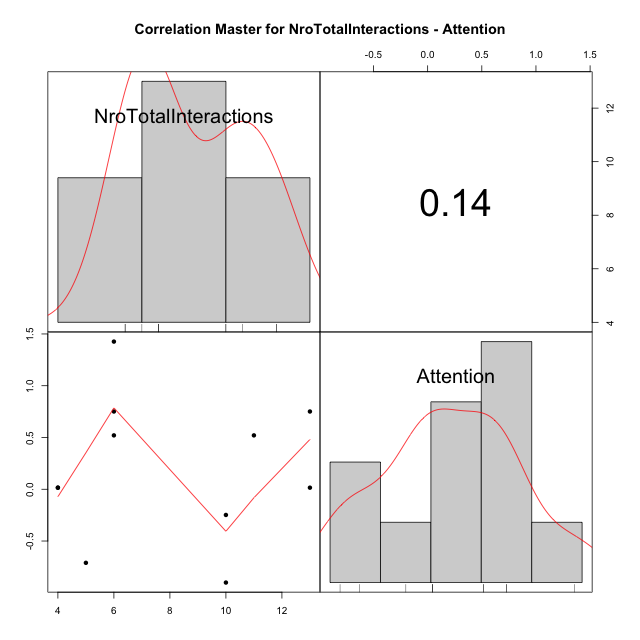 Correlation Master for NroTotalInteractions - Attention
-0.5 0.0 0.5 1.0 1.5
NroTotalInteractions
0.14
12
10
8
6
4
1.5
1.0
0.5
0.0
-0.5
Attention
4 6 8 10 12